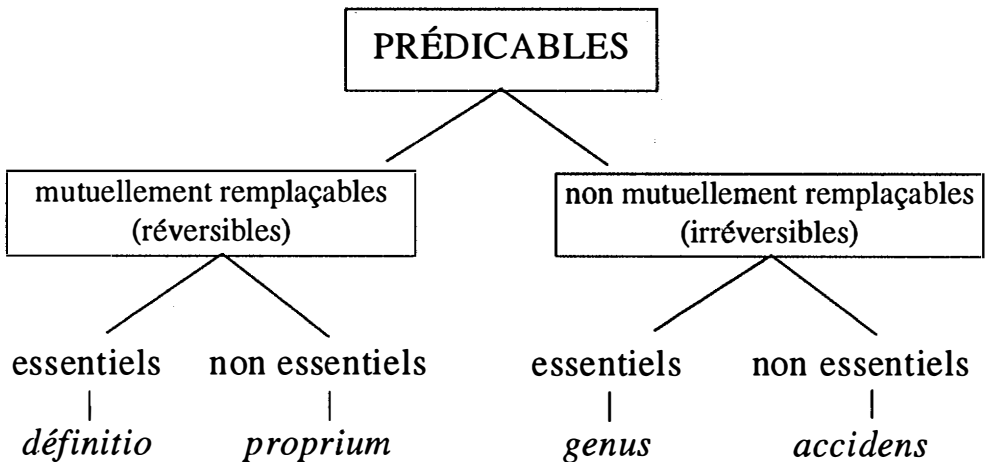 PRÉDICABLES
mutuellement remplaçables
(réversibles)
non mutuellement remplaçables
(irréversibles)
essentiels
non essentiels
essentiels
non essentiels
définitio
proprium
genus
accidens